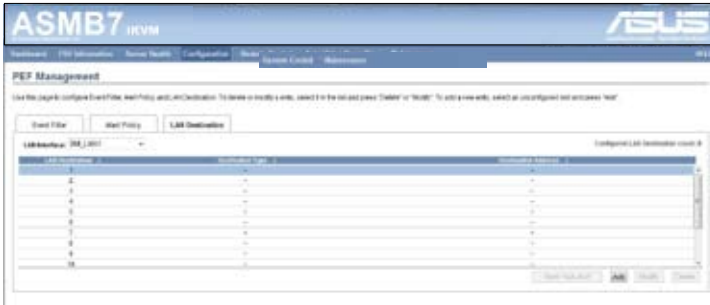 ASMB7 iKVM
ASUS
Dashboard FRU Information Server Health Configuration
Remote Control Maintenance
PEF Management
Use this page to configure Event Filter, Alert Policy and LAN Destination. To delete or modify a entry, select it in the list and press "Delete" or "Modify". To add a new entry, select an unconfigured slot and press "Add".
Event Filter Alert Policy LAN Destination
LAN Interface: Configured LAN Destination count: 0
LAN Destination Destination Type Destination Address
1
2
3
4
5
6
7
8
9
10
Send Test Alert Add Modify Delete